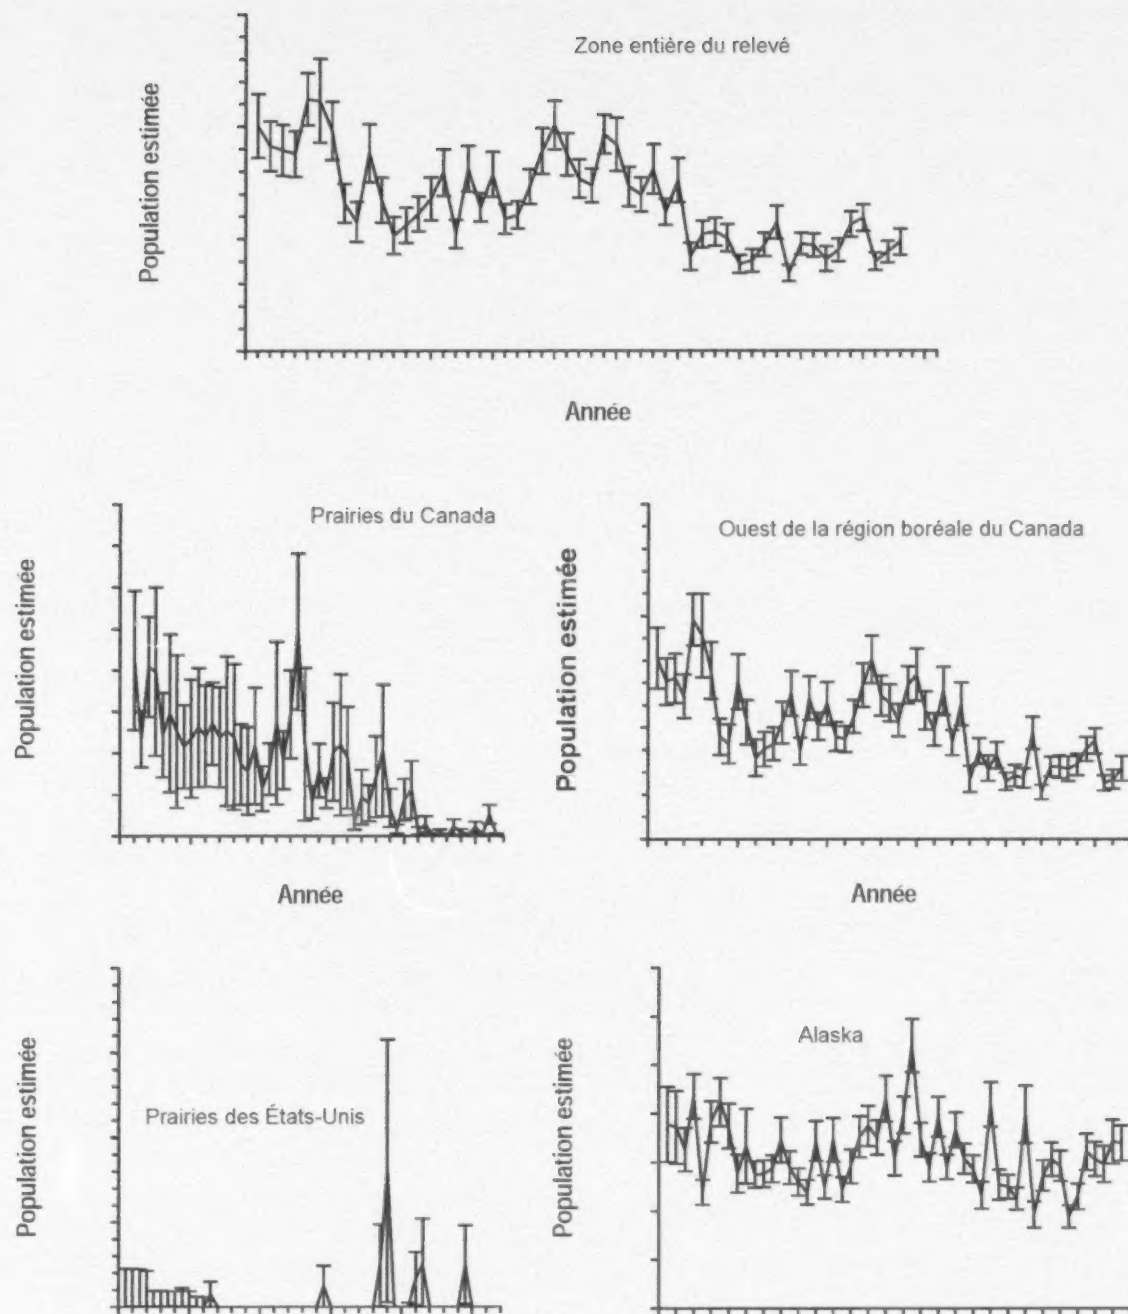 Zone entière du relevé
Population estimée
Année
Prairies du Canada
Population estimée
Année
Ouest de la région boréale du Canada
Population estimée
Année
Prairies des États-Unis
Population estimée
Alaska
Population estimée